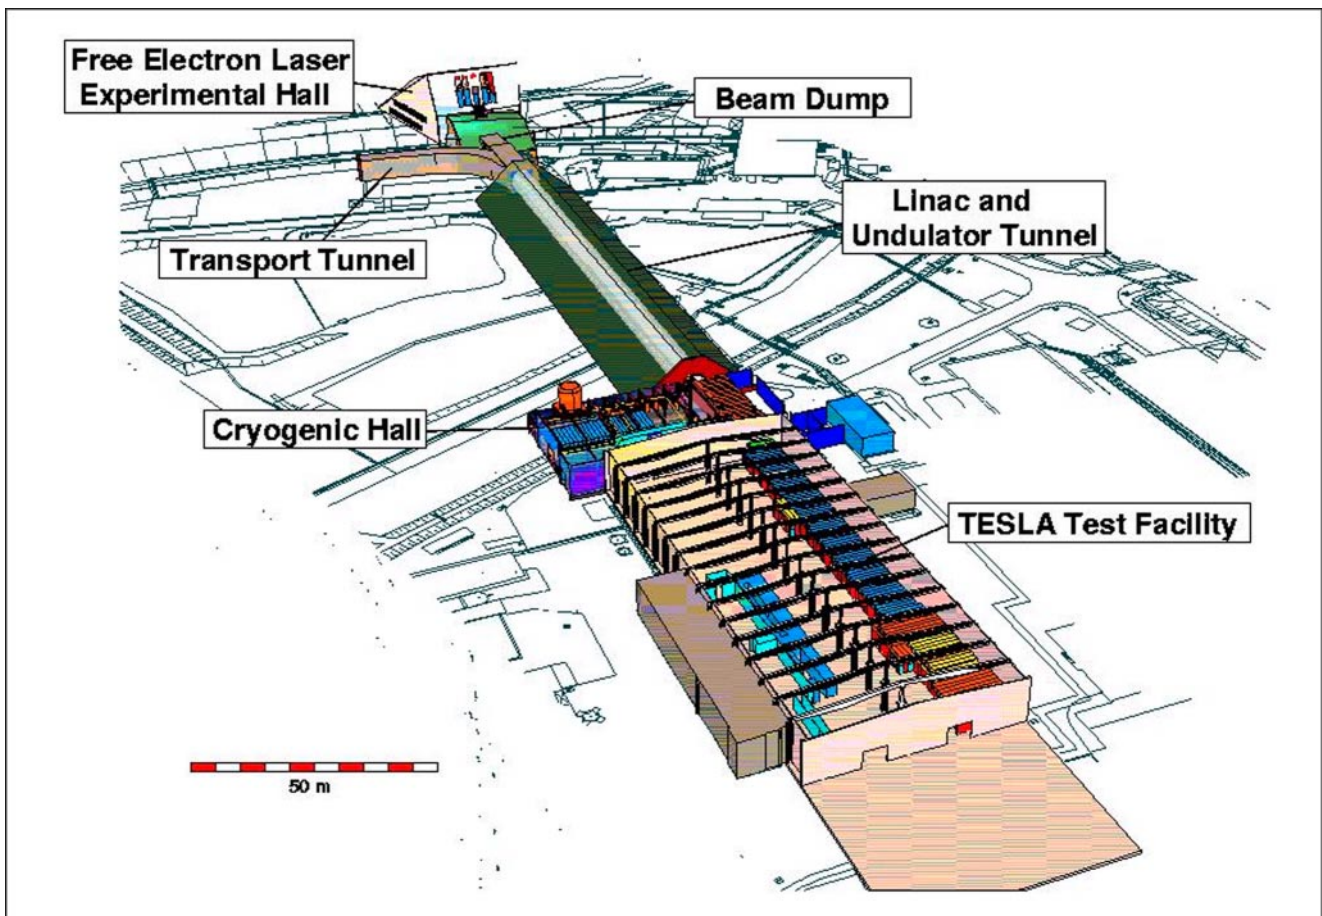 Free Electron Laser
Experimental Hall
Beam Dump
Linac and
Undulator Tunnel
Transport Tunnel
Cryogenic Hall
TESLA Test Facility
50 m